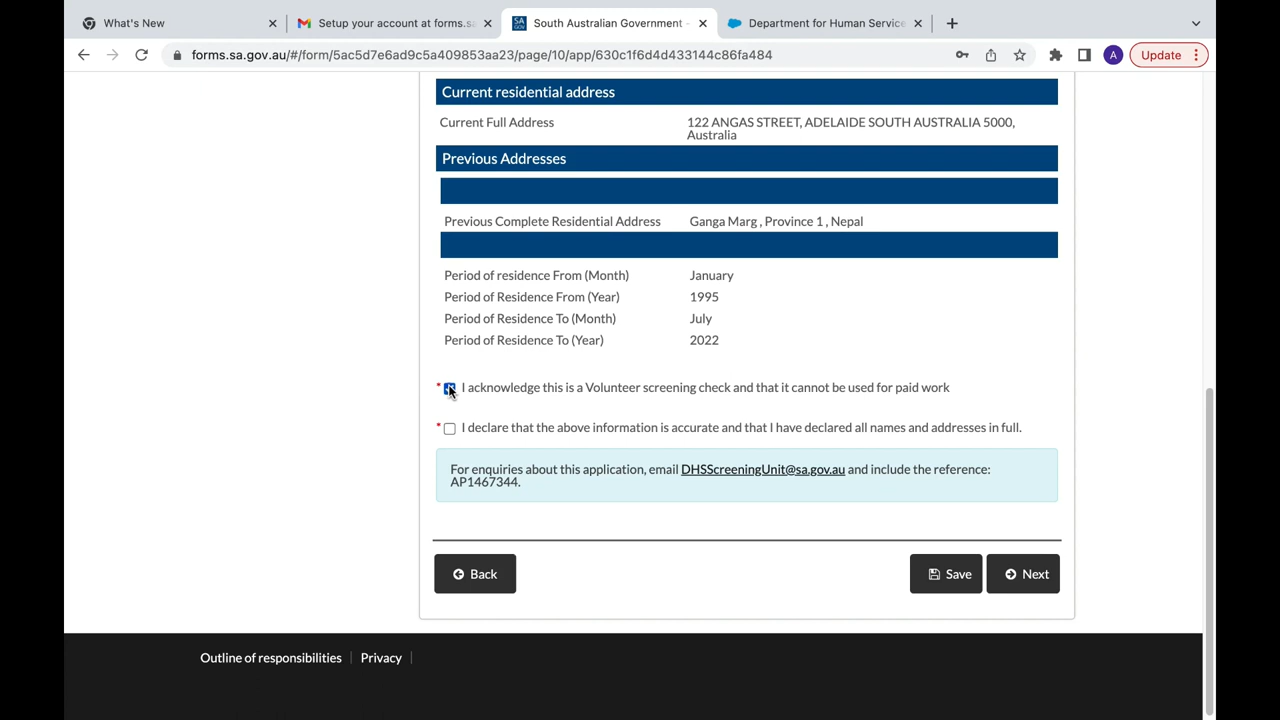 What's New
Setup your account at forms.sa.
SA
GOV
South Australian Government -
Department for Human Service
forms.sa.gov.au/#/form/5ac5d7e6ad9c5a409853aa23/page/10/app/630c1f6d4d433144c86fa484
A
Update
Current residential address
Current Full Address
122 ANGAS STREET, ADELAIDE SOUTH AUSTRALIA 5000,
Australia
Previous Addresses
Previous Complete Residential Address
Ganga Marg , Province 1 , Nepal
Period of residence From (Month)
January
Period of Residence From (Year)
1995
Period of Residence To (Month)
July
Period of Residence To (Year)
2022
* I acknowledge this is a Volunteer screening check and that it cannot be used for paid work
* I declare that the above information is accurate and that I have declared all names and addresses in full.
For enquiries about this application, email DHSScreeningUnit@sa.gov.au and include the reference:
AP1467344.
Back
Save
Next
Outline of responsibilities
Privacy